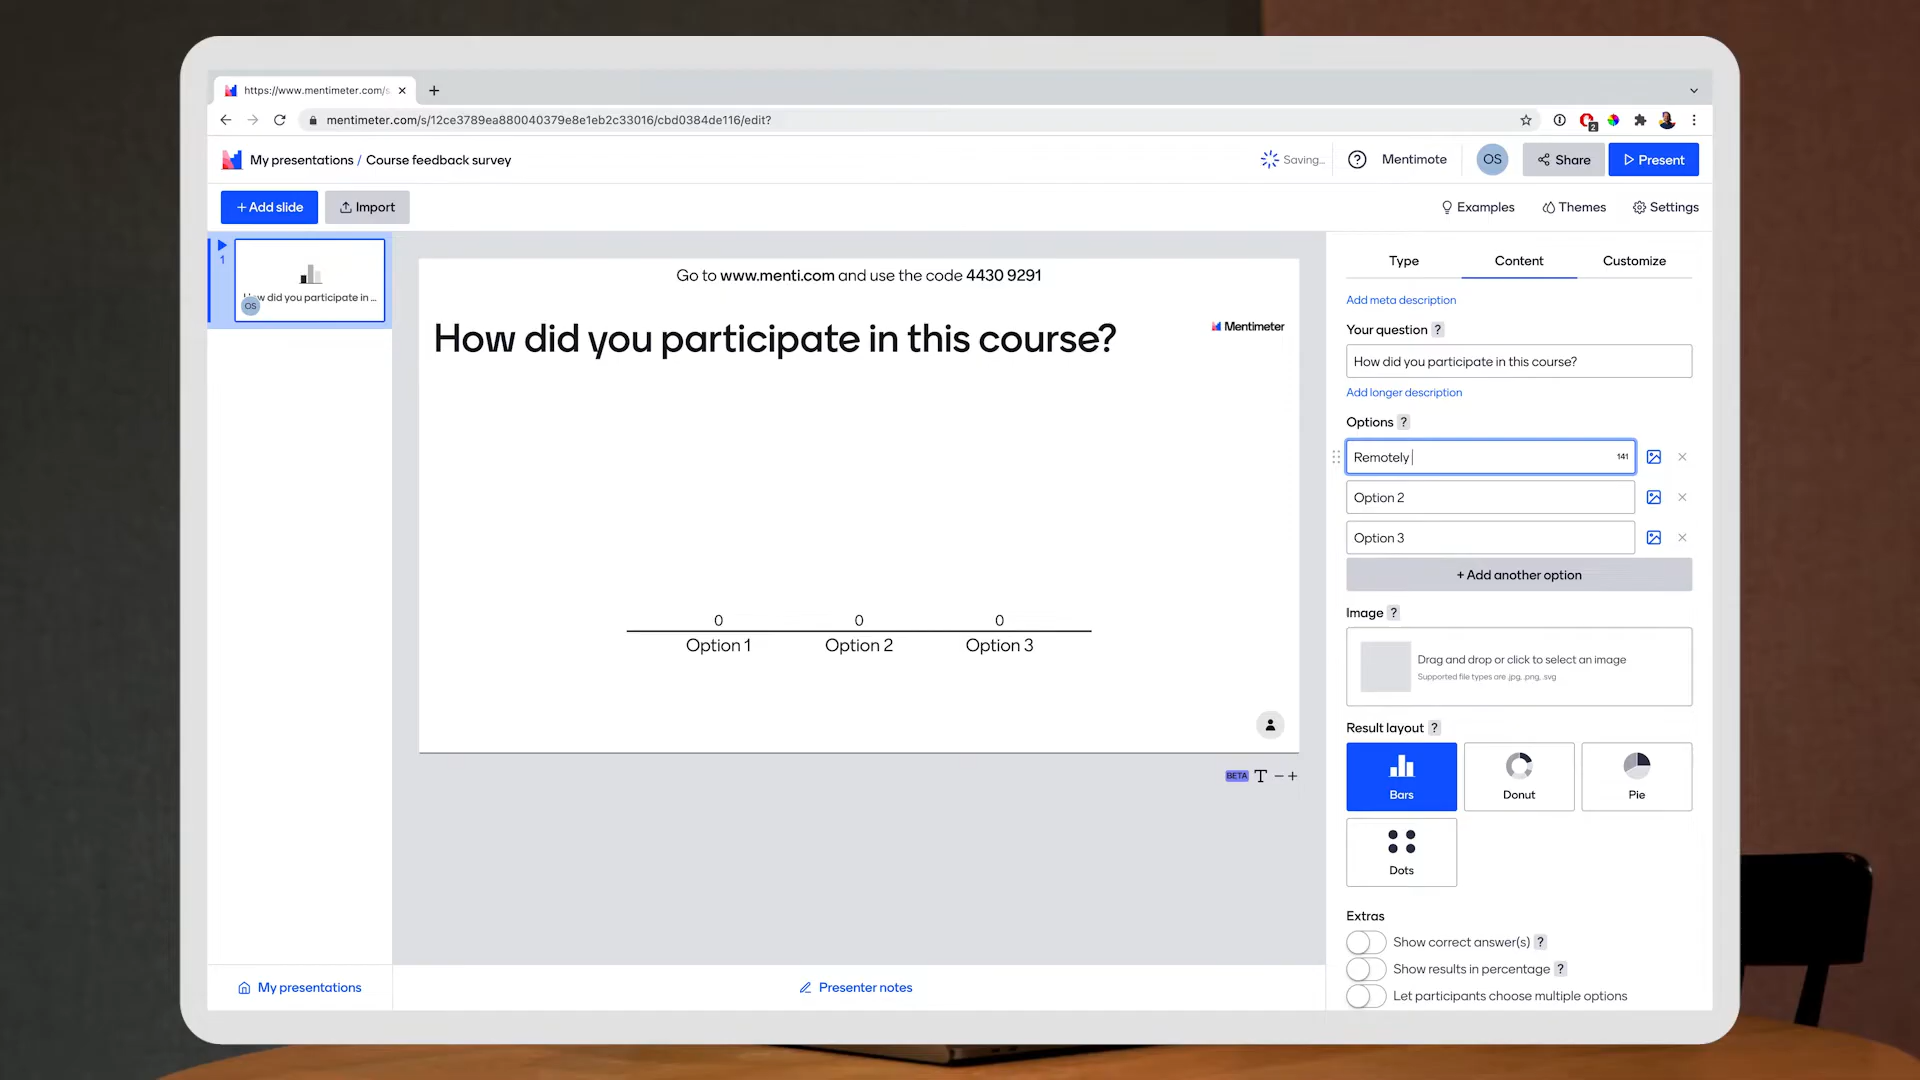 https://www.mentimeter.com/s
mentimeter.com/s/12ce3789ea880040379e8e1eb2c33016/cbd0384de116/edit?
2
My presentations / Course feedback survey
Saving...
Mentimote
OS
Share
Present
+ Add slide
Import
Examples
Themes
Settings
1
How did you participate in ...
OS
Go to www.menti.com and use the code 4430 9291
How did you participate in this course?
Mentimeter
0 0 0
Option 1 Option 2 Option 3
BETA T − +
My presentations
Presenter notes
Type Content Customize
Add meta description
Your question ?
How did you participate in this course?
Add longer description
Options ?
Remotely 141
Option 2
Option 3
+ Add another option
Image ?
Drag and drop or click to select an image
Supported file types are .jpg, .png, .svg
Result layout ?
Bars
Donut
Pie
Dots
Extras
Show correct answer(s) ?
Show results in percentage ?
Let participants choose multiple options